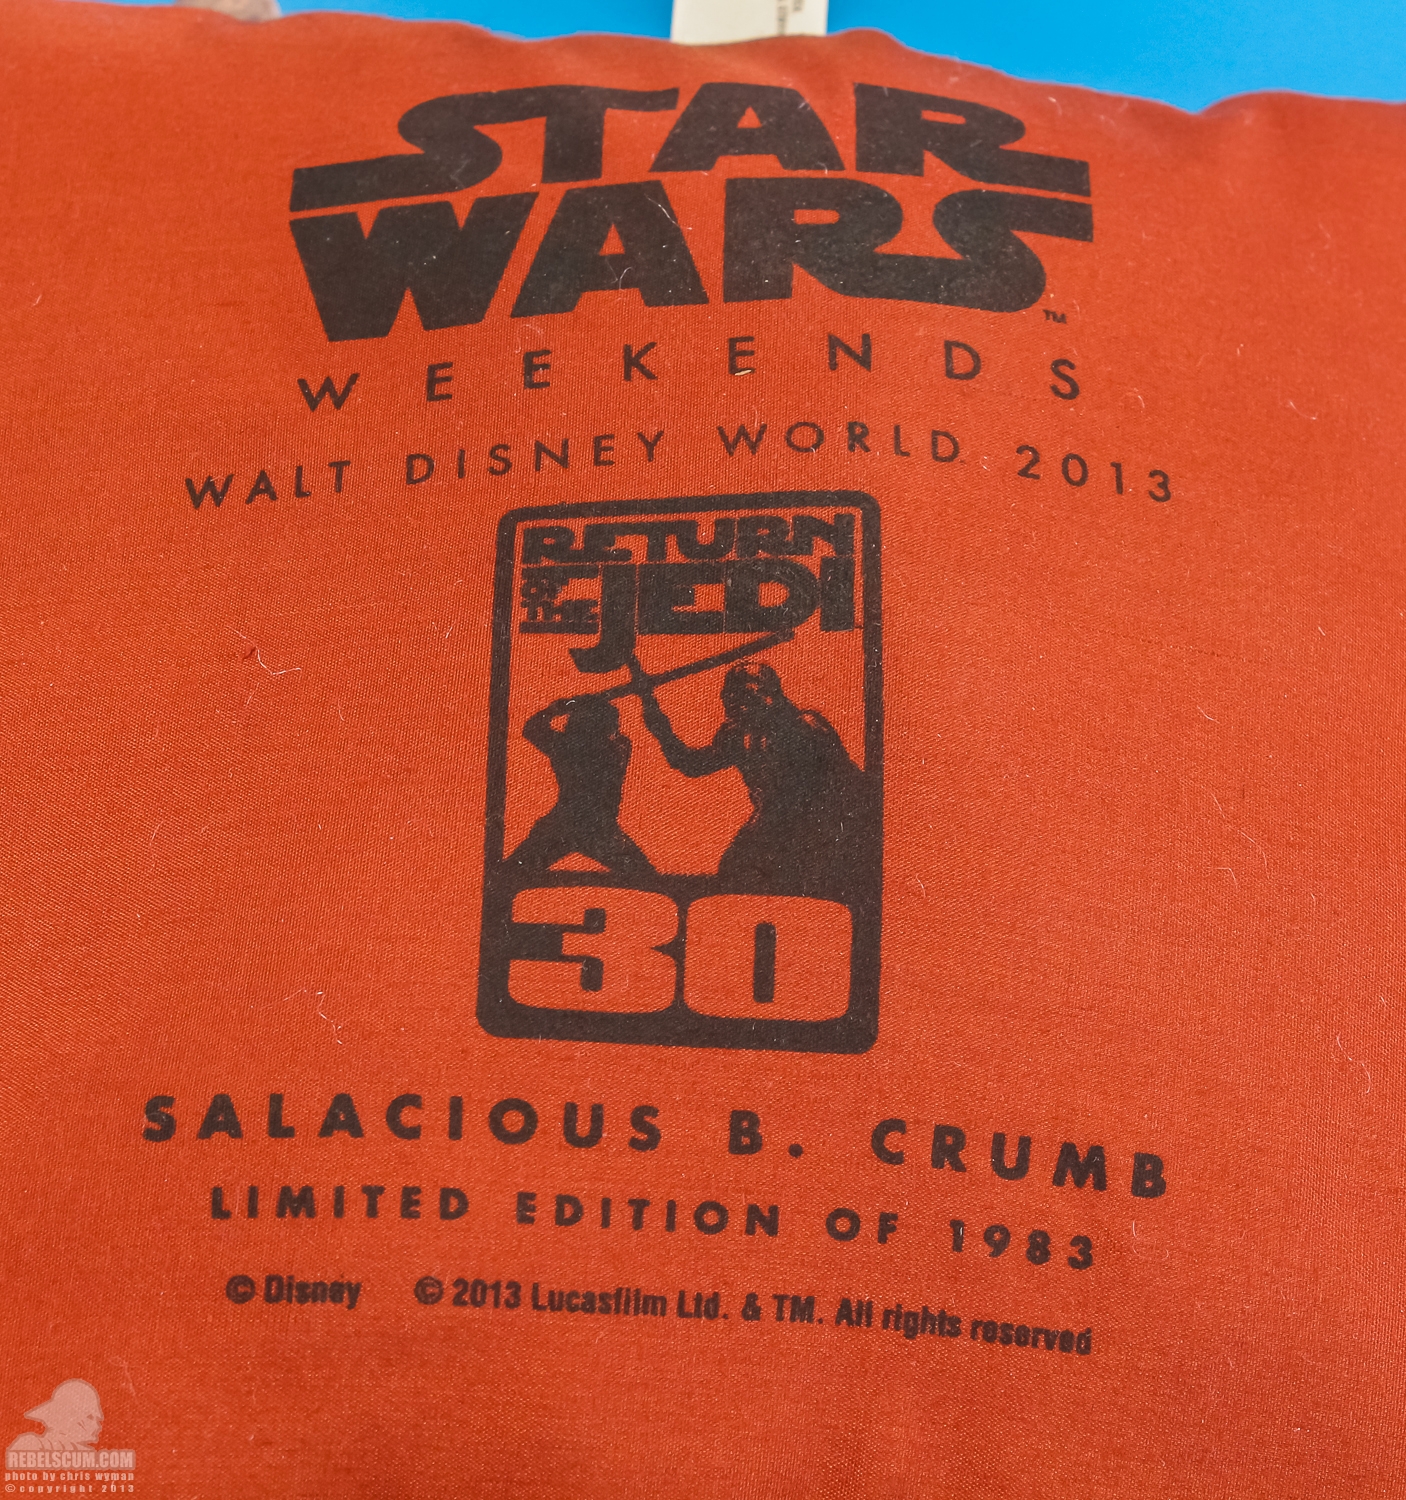 STAR
WARS TM
WEEKENDS
WALT DISNEY WORLD 2013
RETURN
OF THE JEDI
30
SALACIOUS B. CRUMB
LIMITED EDITION OF 1983
© Disney © 2013 Lucasfilm Ltd. & TM. All rights reserved
REBELSCUM.COM
photo by chris wyman
© copyright 2013